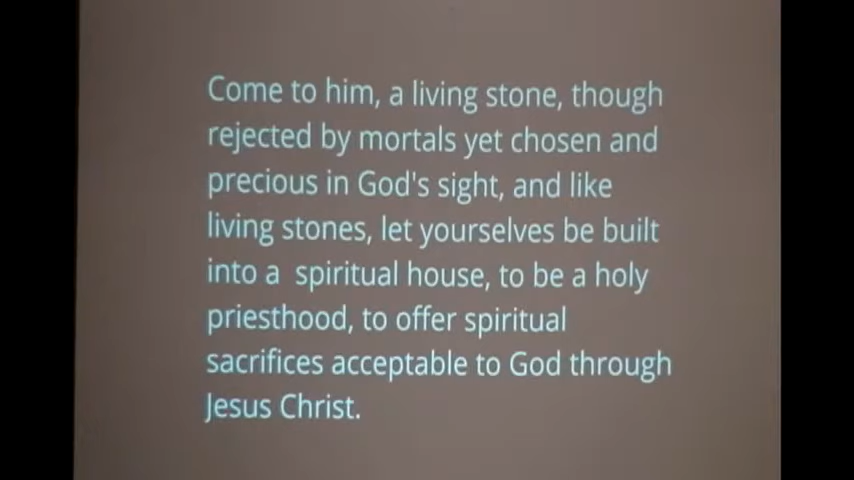 Come to him, a living stone, though
rejected by mortals yet chosen and
precious in God's sight, and like
living stones, let yourselves be built
into a  spiritual house, to be a holy
priesthood, to offer spiritual
sacrifices acceptable to God through
Jesus Christ.